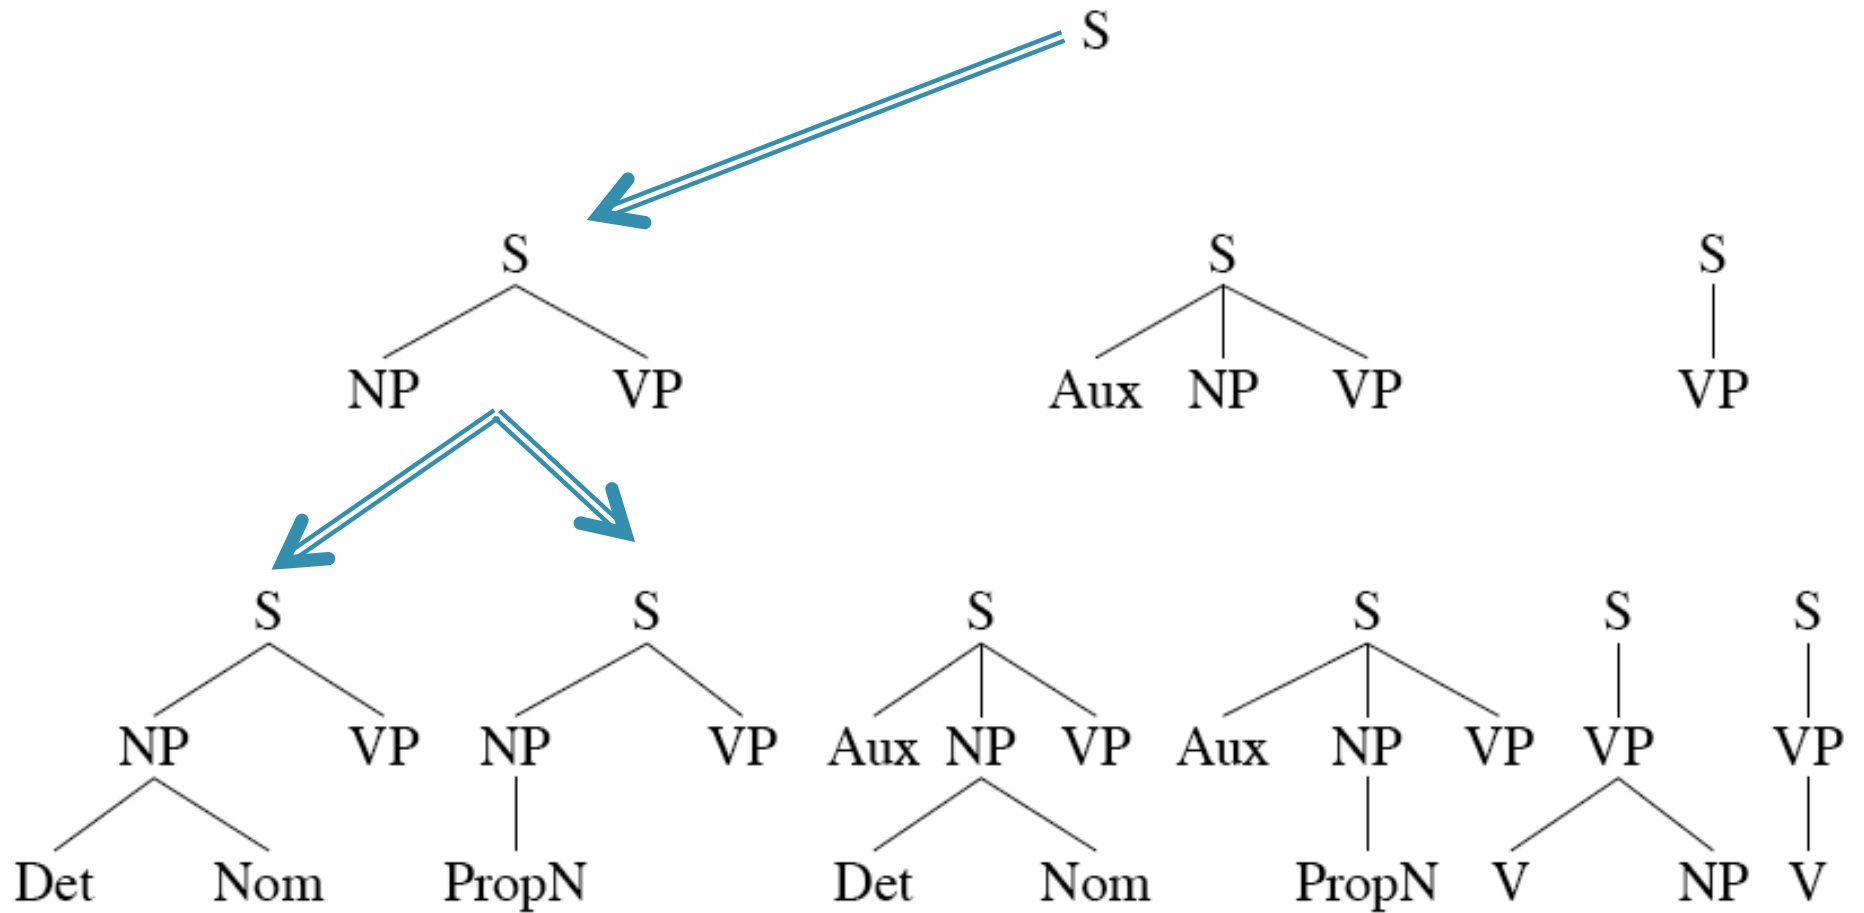 S
S S S
NP VP Aux NP VP VP
S S S S S S
NP VP NP VP Aux NP VP Aux NP VP VP VP
Det Nom PropN Det Nom PropN V NP V